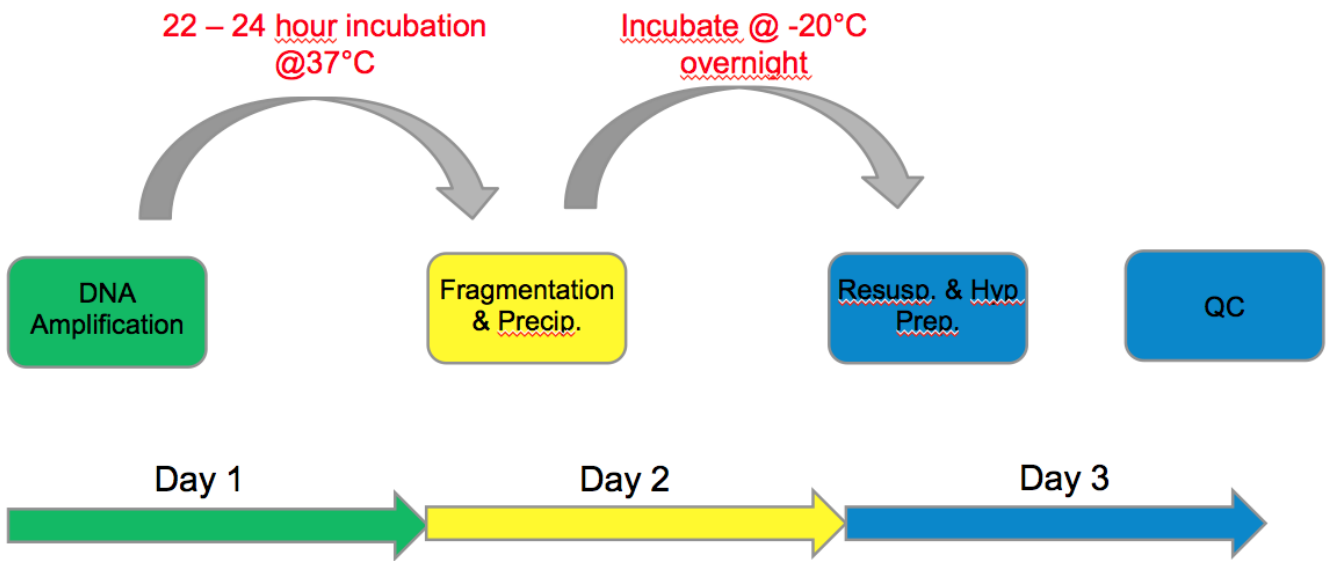 22 – 24 hour incubation
@37°C
Incubate @ -20°C
overnight
DNA
Amplification
Fragmentation
& Precip.
Resusp. & Hyp
Prep.
QC
Day 1
Day 2
Day 3